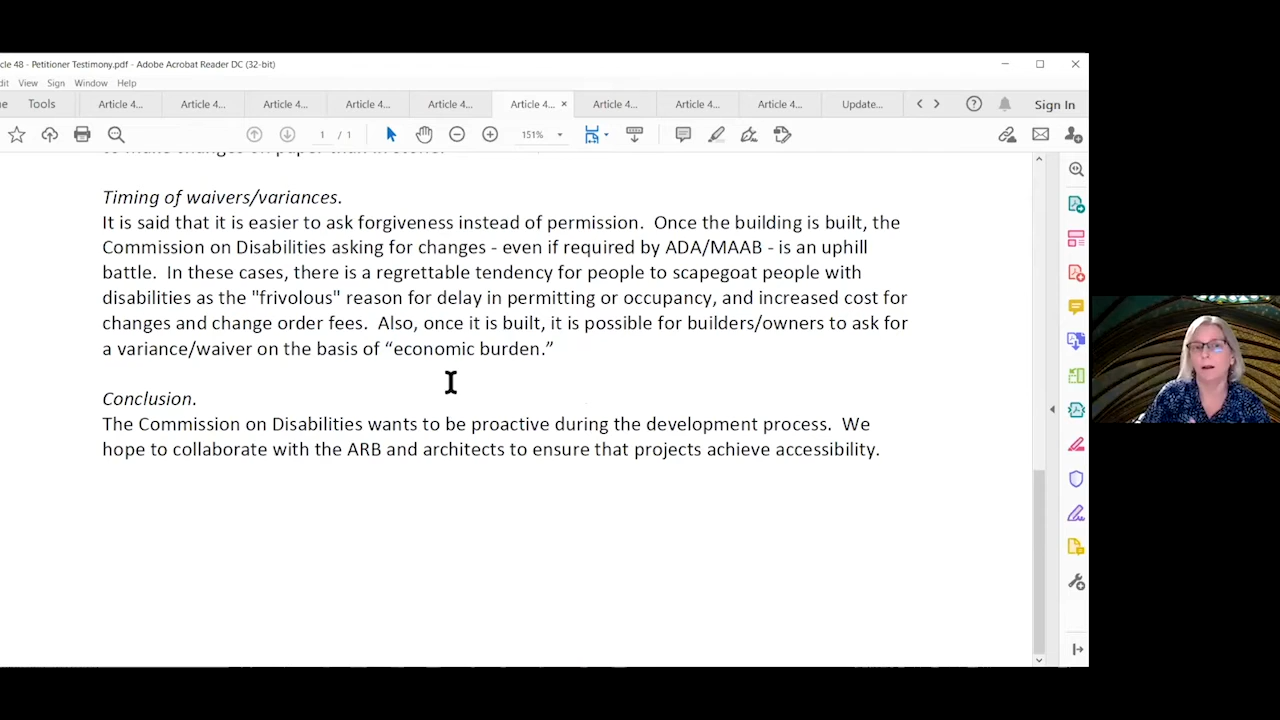 cle 48 - Petitioner Testimony.pdf - Adobe Acrobat Reader DC (32-bit)
dit View Sign Window Help
e Tools Article 4... Article 4... Article 4... Article 4... Article 4... Article 4... × Article 4... Article 4... Article 4... Update... Sign In
1 / 1 151%
Timing of waivers/variances.
It is said that it is easier to ask forgiveness instead of permission. Once the building is built, the
Commission on Disabilities asking for changes - even if required by ADA/MAAB - is an uphill
battle. In these cases, there is a regrettable tendency for people to scapegoat people with
disabilities as the "frivolous" reason for delay in permitting or occupancy, and increased cost for
changes and change order fees. Also, once it is built, it is possible for builders/owners to ask for
a variance/waiver on the basis of “economic burden.”
Conclusion.
The Commission on Disabilities wants to be proactive during the development process. We
hope to collaborate with the ARB and architects to ensure that projects achieve accessibility.